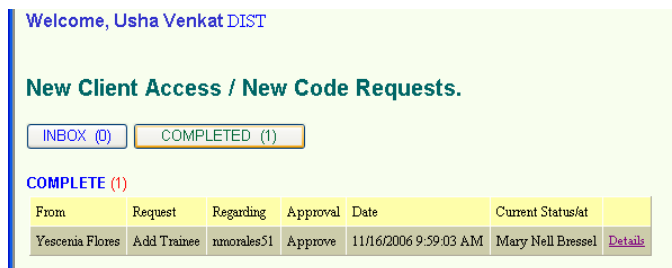 Welcome, Usha Venkat DIST
New Client Access / New Code Requests.
INBOX (0) COMPLETED (1)
COMPLETE (1)
From Request Regarding Approval Date Current Status/at
Yescenia Flores Add Trainee nmorales51 Approve 11/16/2006 9:59:03 AM Mary Nell Bressel Details